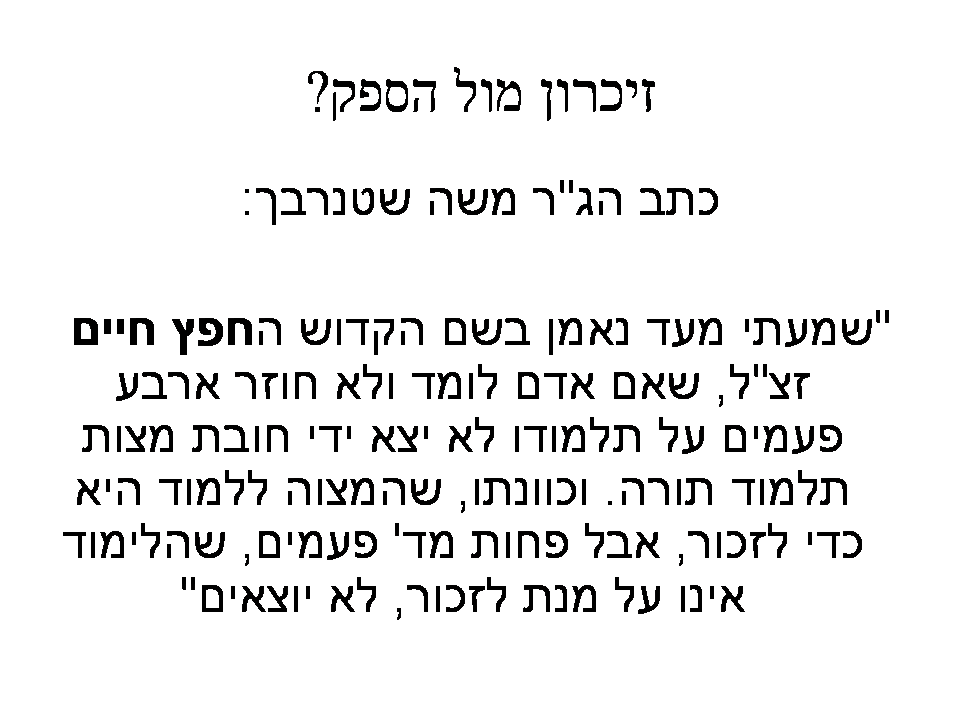 זיכרון מול הספק?
כתב הג"ר משה שטנרבך:
"שמעתי מעד נאמן בשם הקדוש החפץ חיים
זצ"ל, שאם אדם לומד ולא חוזר ארבע
פעמים על תלמודו לא יצא ידי חובת מצות
תלמוד תורה. וכוונתו, שהמצוה ללמוד היא
כדי לזכור, אבל פחות מד' פעמים, שהלימוד
אינו על מנת לזכור, לא יוצאים"